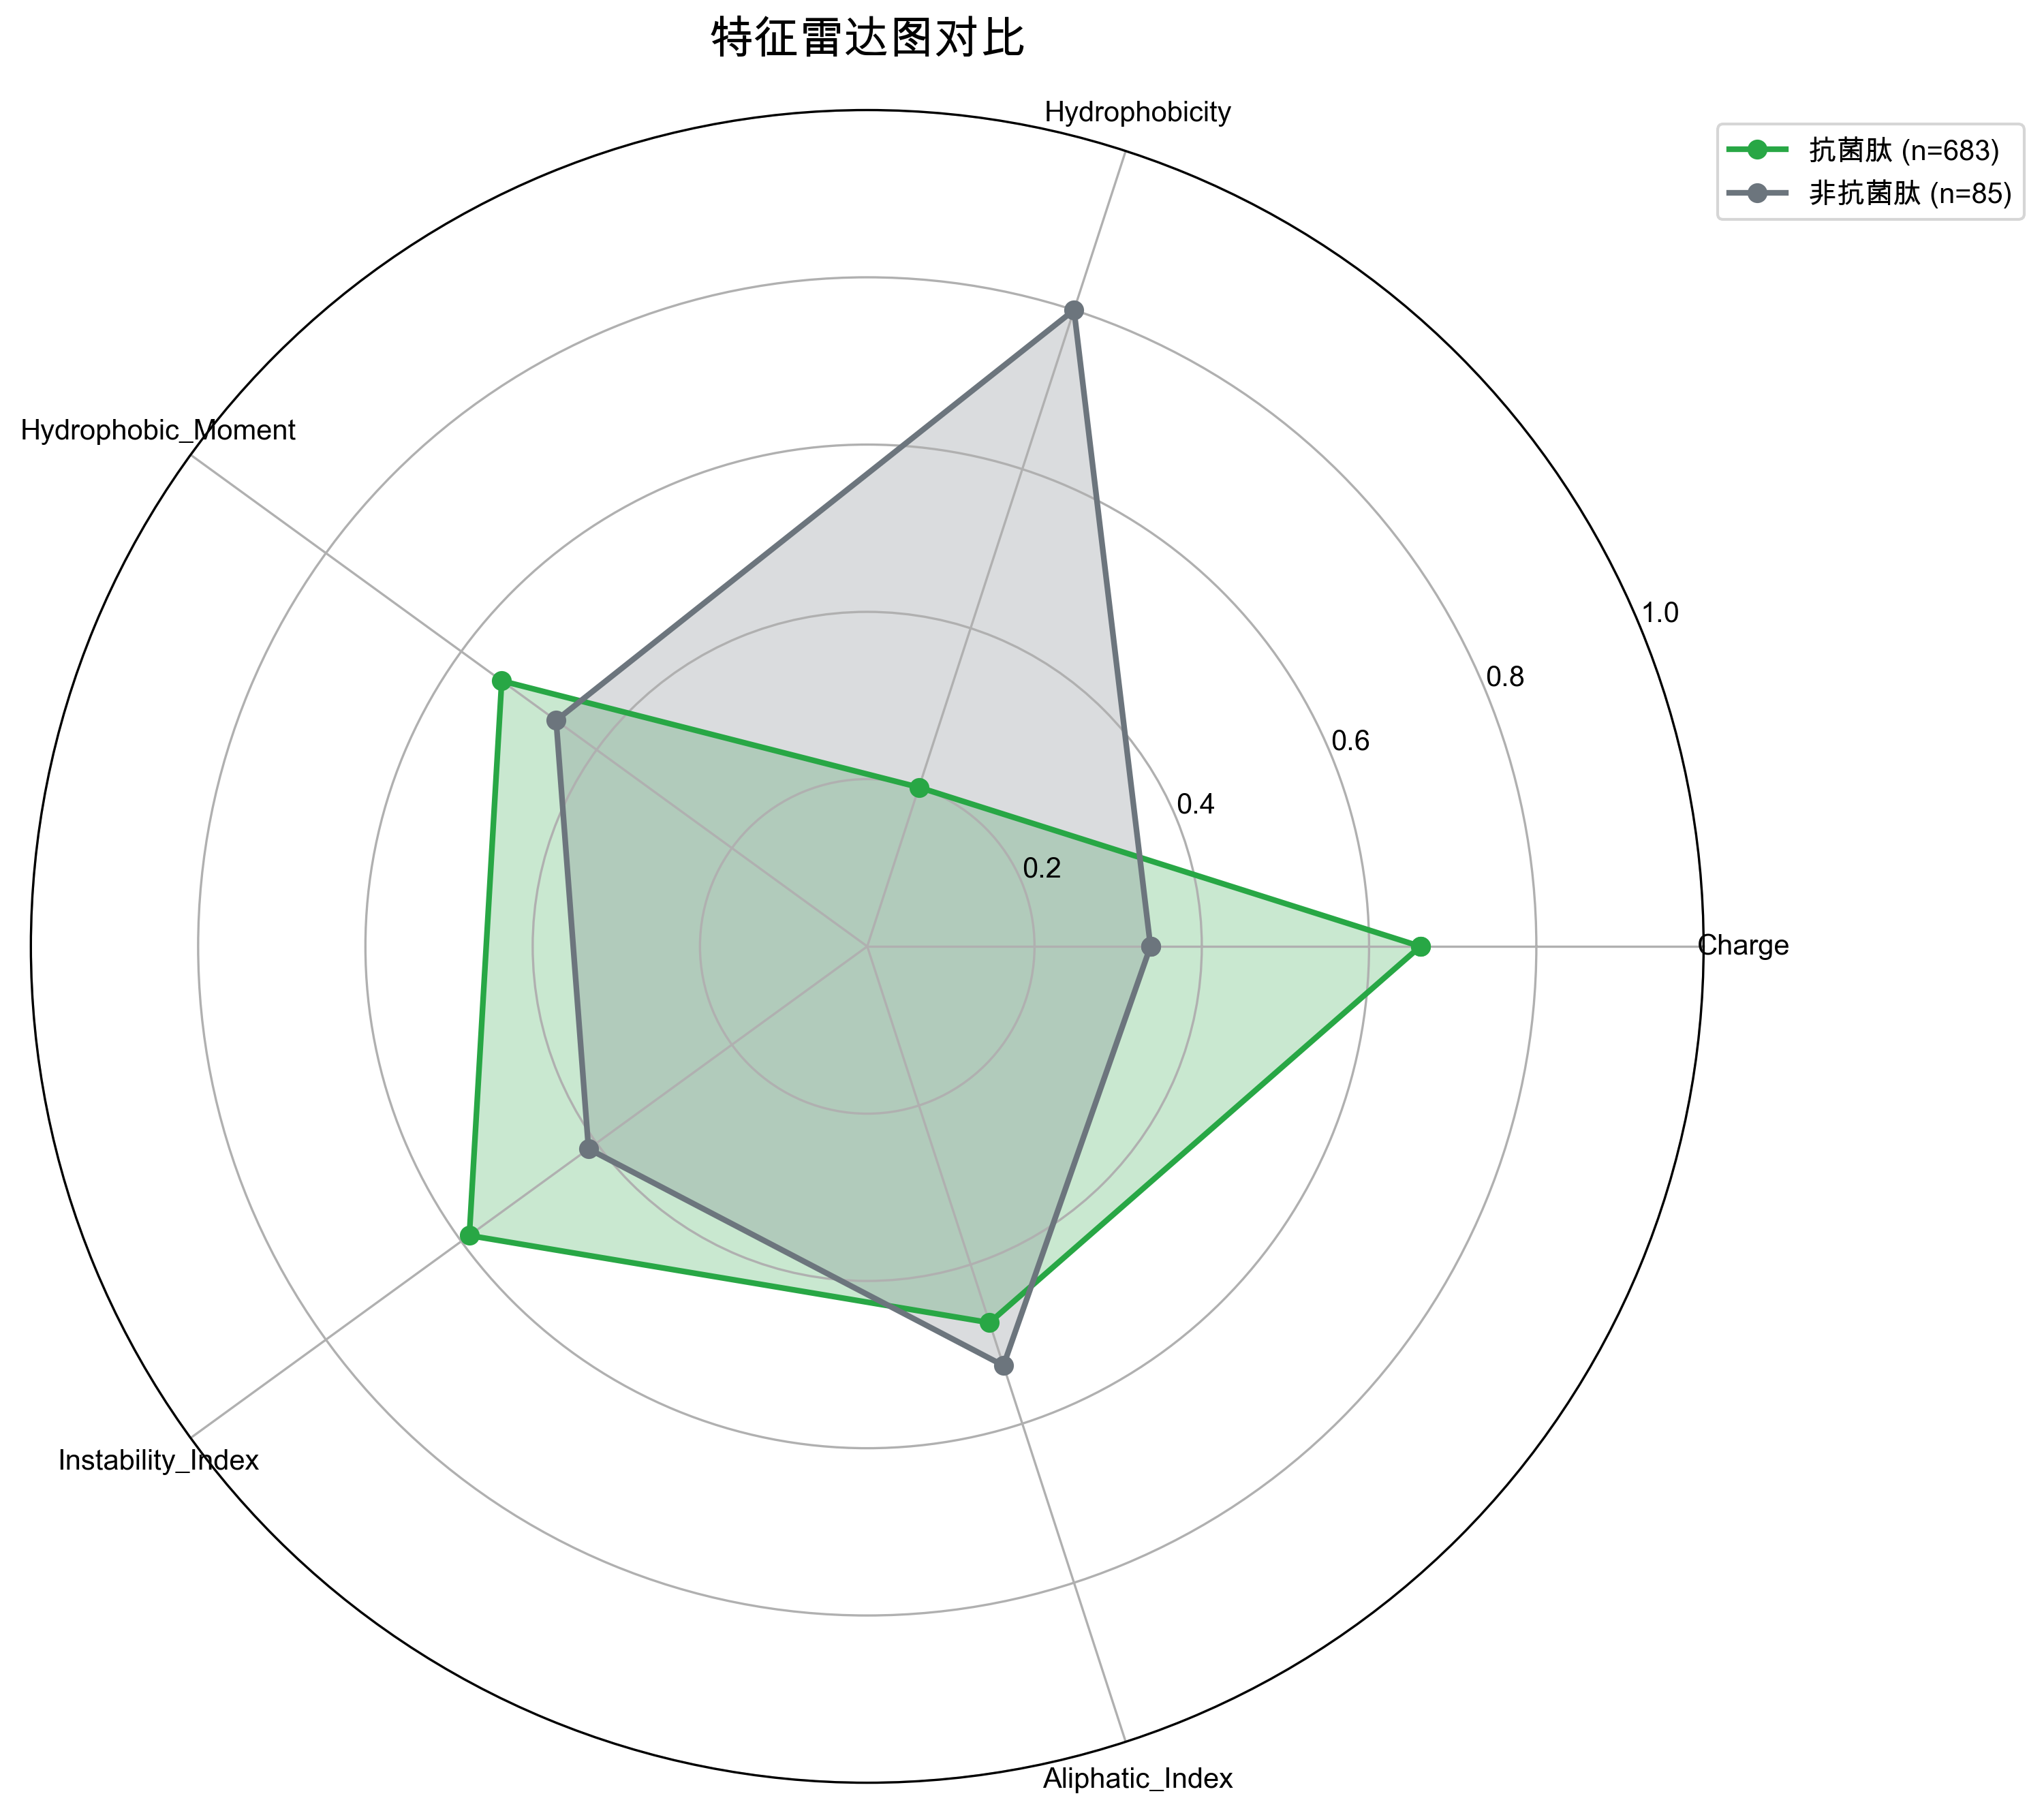 特征雷达图对比
Hydrophobicity
抗菌肽 (n=683)
非抗菌肽 (n=85)
Hydrophobic_Moment
1.0
0.8
0.6
0.4
0.2
Charge
Instability_Index
Aliphatic_Index